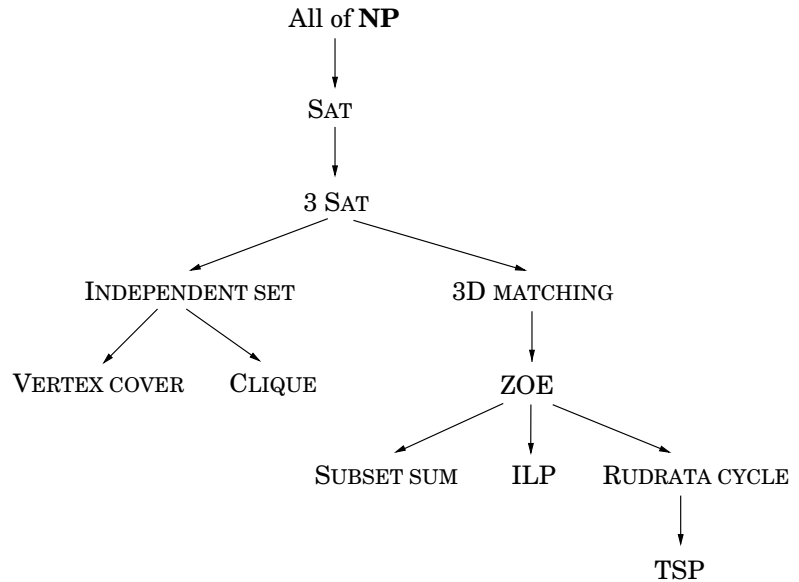 All of NP
SAT
3 SAT
INDEPENDENT SET
3D MATCHING
VERTEX COVER
CLIQUE
ZOE
SUBSET SUM
ILP
RUDRATA CYCLE
TSP